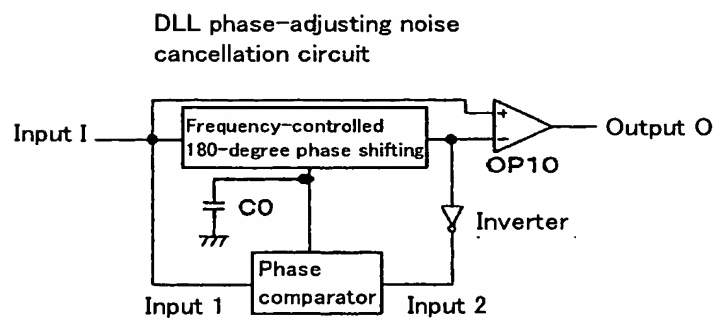 DLL phase-adjusting noise
cancellation circuit
Input I
Frequency-controlled
180-degree phase shifting
+
−
OP10
Output O
C0
Inverter
Phase
comparator
Input 1
Input 2